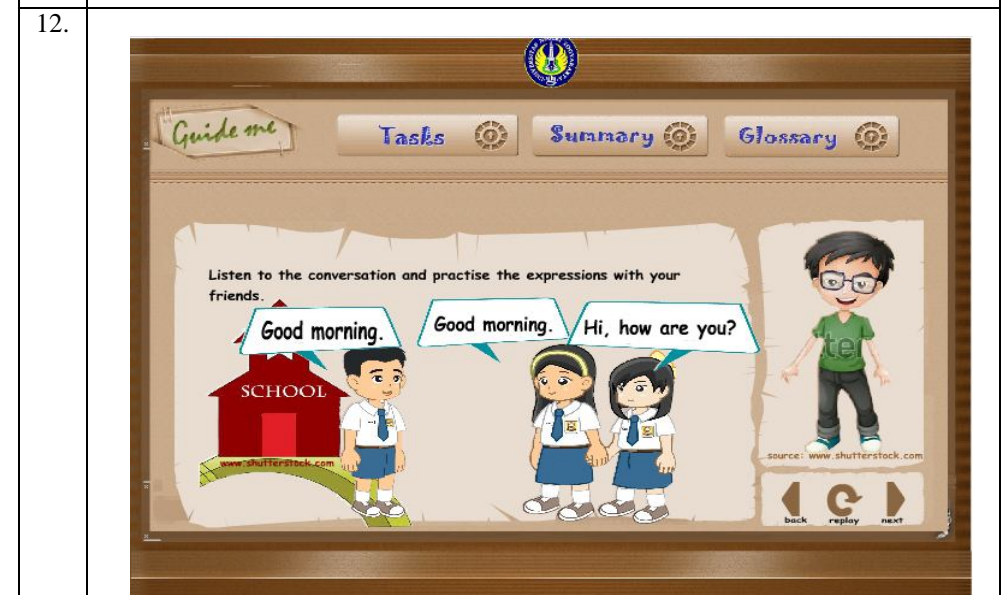 12.
Guide me
Tasks
Summary
Glossary
Listen to the conversation and practise the expressions with your
friends.
Good morning.
Good morning.
Hi, how are you?
SCHOOL
www.shutterstock.com
source: www.shutterstock.com
back replay next